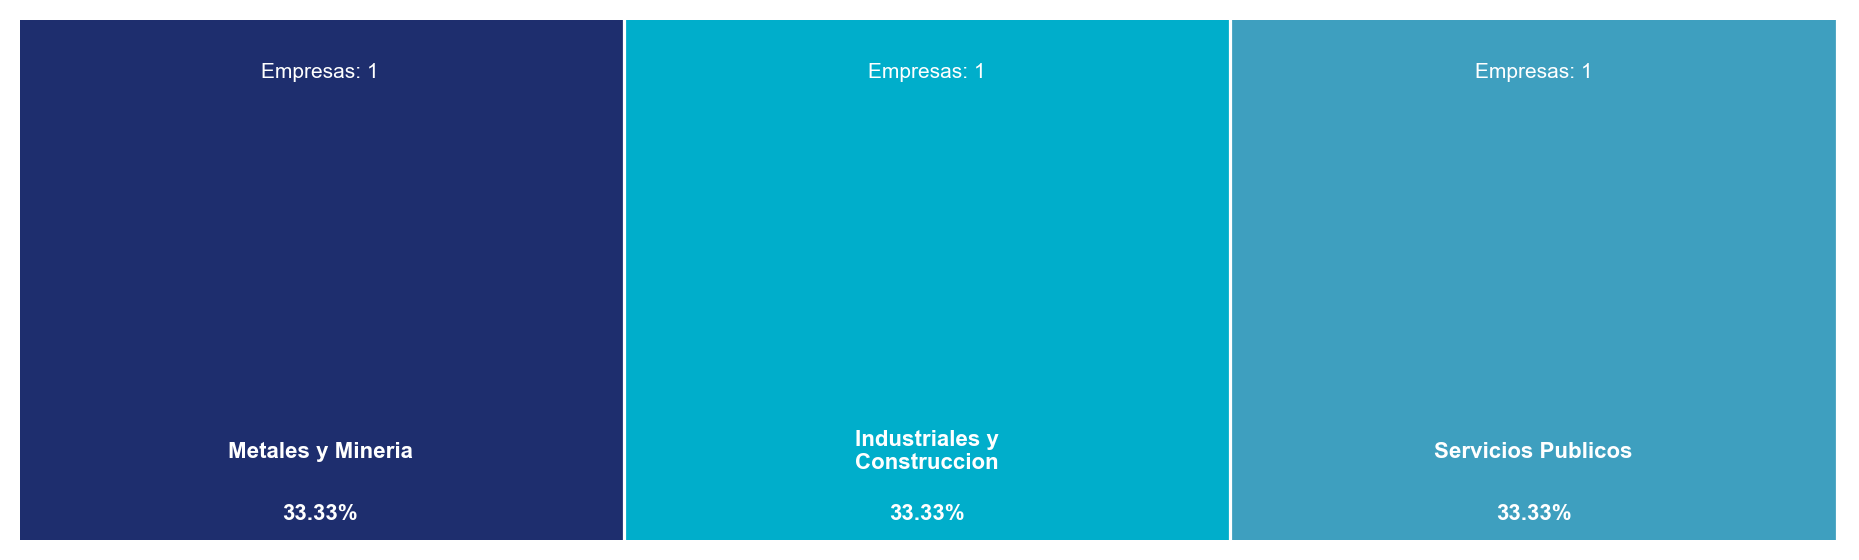 Empresas: 1
Metales y Mineria
33.33%
Empresas: 1
Industriales y
Construccion
33.33%
Empresas: 1
Servicios Publicos
33.33%